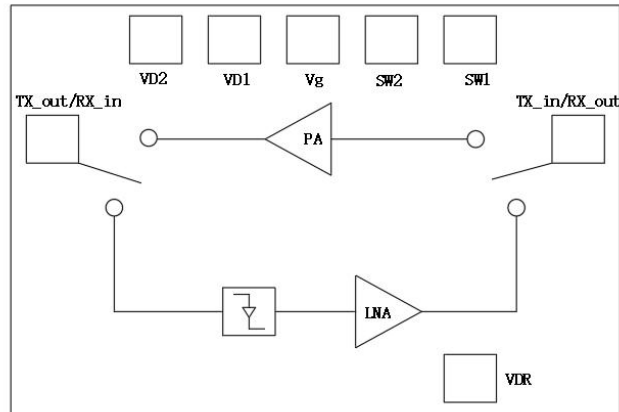 VD2 VD1 Vg SW2 SW1
TX_out/RX_in TX_in/RX_out
PA
LNA
VDR